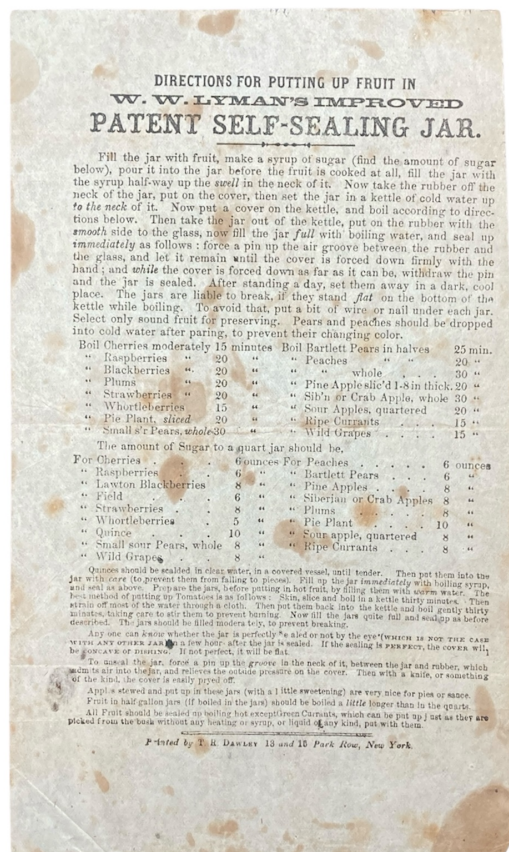 DIRECTIONS FOR PUTTING UP FRUIT IN
W. W. LYMAN'S IMPROVED
PATENT SELF-SEALING JAR.
Fill the jar with fruit, make a syrup of sugar (find the amount of sugar
below), pour it into the jar before the fruit is cooked at all, fill the jar with
the syrup half-way up the swell in the neck of it. Now take the rubber off the
neck of the jar, put on the cover, then set the jar in a kettle of cold water up
to the neck of it. Now put a cover on the kettle, and boil according to direc-
tions below. Then take the jar out of the kettle, put on the rubber with the
smooth side to the glass, now fill the jar full with boiling water, and seal up
immediately as follows: force a pin up the air groove between the rubber and
the glass, and let it remain until the cover is forced down firmly with the
hand; and while the cover is forced down as far as it can be, withdraw the pin
and the jar is sealed. After standing a day, set them away in a dark, cool
place. The jars are liable to break, if they stand flat on the bottom of the
kettle while boiling. To avoid that, put a bit of wire or nail under each jar.
Select only sound fruit for preserving. Pears and peaches should be dropped
into cold water after paring, to prevent their changing color.
Boil Cherries moderately 15 minutes Boil Bartlett Pears in halves 25 min.
" Raspberries " 20 " " Peaches " 20 "
" Blackberries " 20 " " " whole . . 30 "
" Plums " 20 " " Pine Apple slic'd 1-8 in thick. 20 "
" Strawberries " 20 " " Sib'n or Crab Apple, whole 30 "
" Whortleberries 15 " " Sour Apples, quartered 20 "
" Pie Plant, sliced 20 " " Ripe Currants . . 15 "
" Small s'r Pears, whole 30 " " Wild Grapes . . . 15 "
The amount of Sugar to a quart jar should be,
For Cherries . . 6 ounces For Peaches . . . . 6 ounces
" Raspberries . . 6 " " Bartlett Pears . . . 6 "
" Lawton Blackberries 8 " " Pine Apples . . . 8 "
" Field . . 6 " " Siberian or Crab Apples 8 "
" Strawberries . . 8 " " Plums . . . . 8 "
" Whortleberries . 5 " " Pie Plant . . . . 10 "
" Quince . . 10 " " Sour apple, quartered . 8 "
" Small sour Pears, whole 8 " " Ripe Currants . . . 8 "
" Wild Grapes . . 8 "
Quinces should be scalded in clear water, in a covered vessel, until tender. Then put them into the
jar with care (to prevent them from falling to pieces). Fill up the jar immediately with boiling syrup,
and seal as above. Prepare the jars, before putting in hot fruit, by filling them with warm water. The
best method of putting up Tomatoes is as follows: Skin, slice and boil in a kettle thirty minutes. Then
strain off most of the water through a cloth. Then put them back into the kettle and boil gently thirty
minutes, taking care to stir them to prevent burning. Now fill the jars quite full and seal up as before
described. The jars should be filled moderately, to prevent breaking.
Any one can know whether the jar is perfectly sealed or not by the eye (WHICH IS NOT THE CASE
WITH ANY OTHER JAR) in a few hours after the jar is sealed. If the sealing is PERFECT, the cover will
be CONCAVE OR DISHING. If not perfect, it will be flat.
To unseal the jar, force a pin up the groove in the neck of it, between the jar and rubber, which
admits air into the jar, and relieves the outside pressure on the cover. Then with a knife, or something
of the kind, the cover is easily pryed off.
Apples stewed and put up in these jars (with a little sweetening) are very nice for pies or sauce.
Fruit in half-gallon jars (if boiled in the jars) should be boiled a little longer than in the quarts.
All Fruit should be sealed up boiling hot except Green Currants, which can be put up just as they are
picked from the bush without any heating or syrup, or liquid of any kind, put with them.
Printed by T. R. DAWLEY 13 and 15 Park Row, New York.